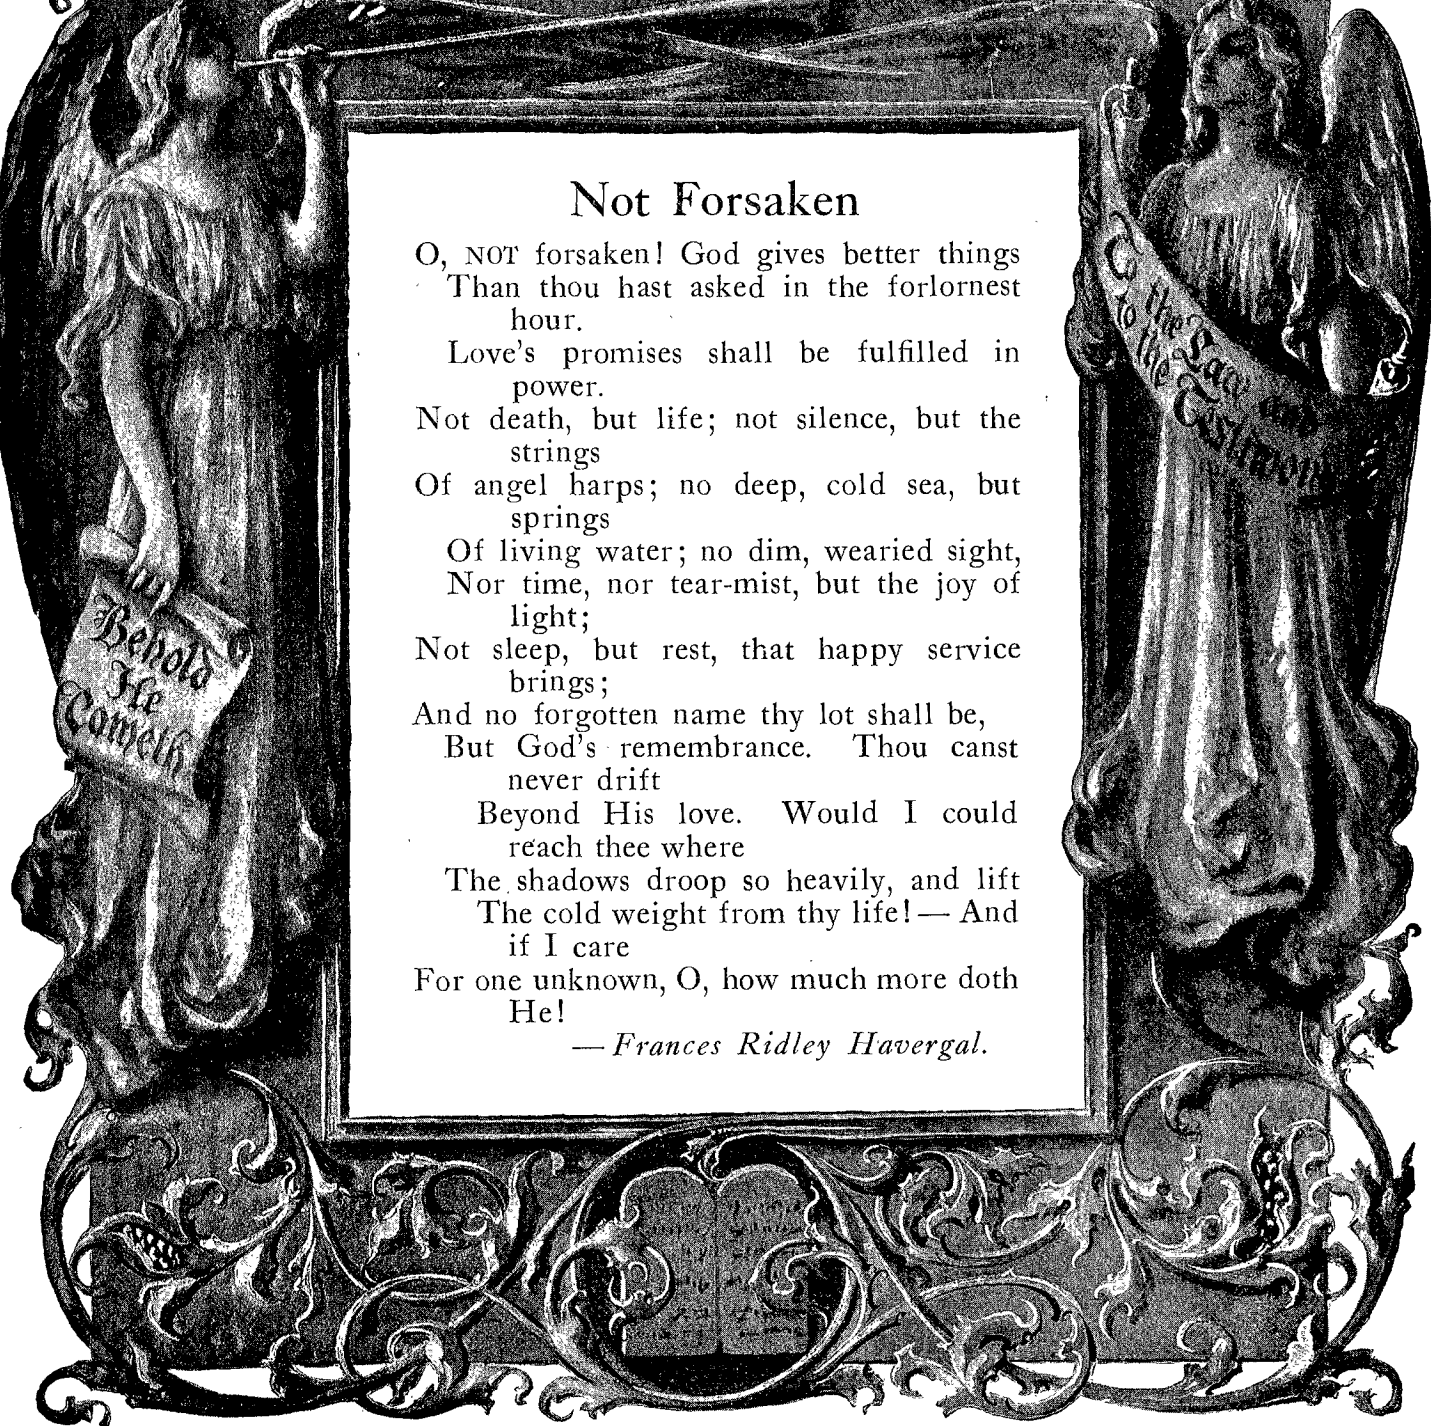 Not Forsaken
O, NOT forsaken! God gives better things
Than thou hast asked in the forlornest
hour.
Love's promises shall be fulfilled in
power.
Not death, but life; not silence, but the
strings
Of angel harps; no deep, cold sea, but
springs
Of living water; no dim, wearied sight,
Nor time, nor tear-mist, but the joy of
light;
Not sleep, but rest, that happy service
brings;
And no forgotten name thy lot shall be,
But God's remembrance. Thou canst
never drift
Beyond His love. Would I could
reach thee where
The shadows droop so heavily, and lift
The cold weight from thy life!— And
if I care
For one unknown, O, how much more doth
He!
— Frances Ridley Havergal.
Behold
He
Cometh
To the Law and
to the Testimony